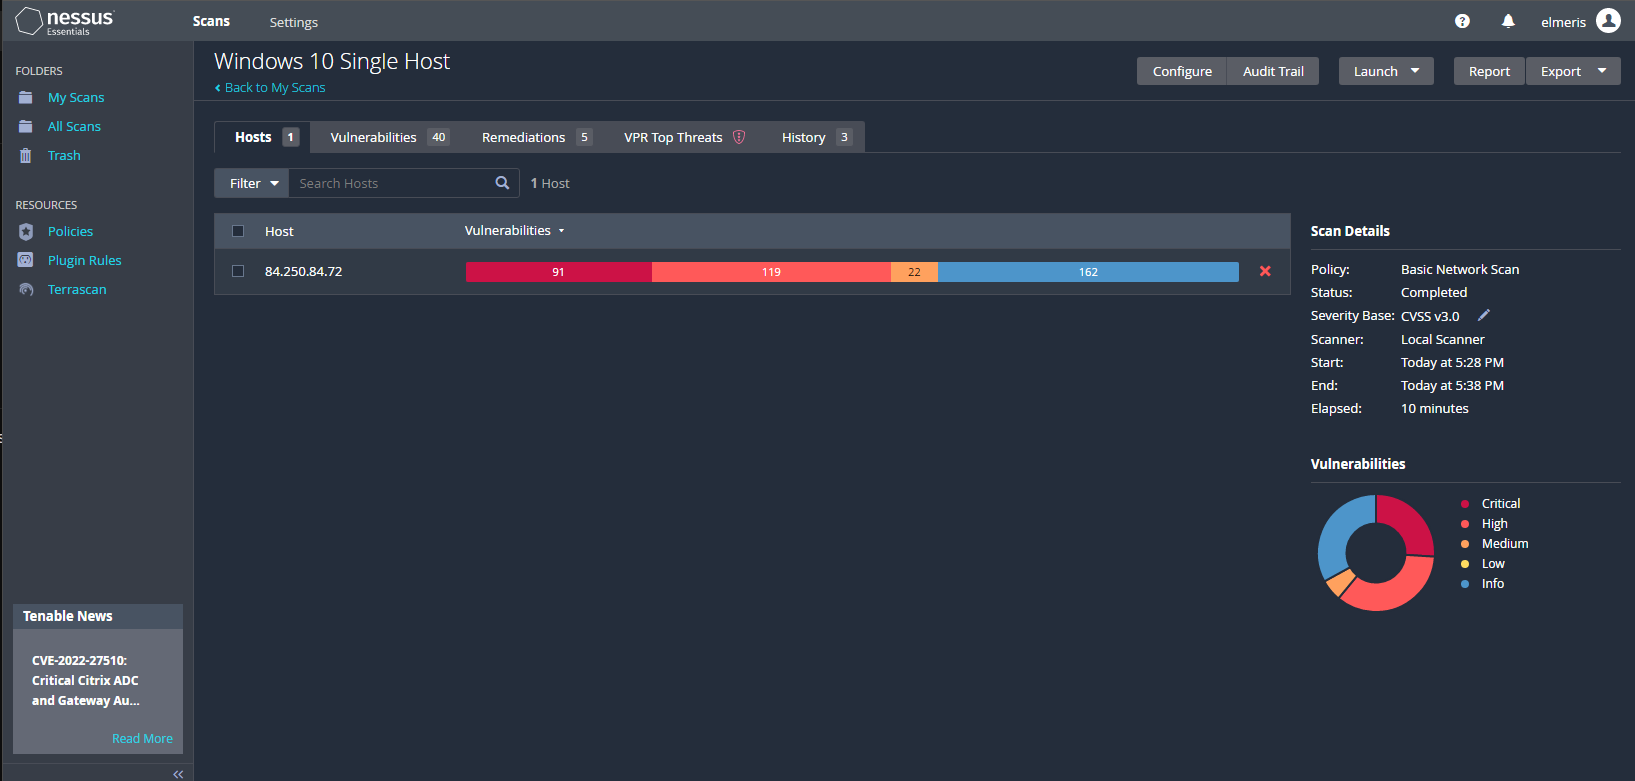 nessus
Essentials
Scans
Settings
elmeris
FOLDERS
My Scans
All Scans
Trash
RESOURCES
Policies
Plugin Rules
Terrascan
Tenable News
CVE-2022-27510:
Critical Citrix ADC
and Gateway Au...
Read More
Windows 10 Single Host
Back to My Scans
Configure
Audit Trail
Launch
Report
Export
Hosts 1
Vulnerabilities 40
Remediations 5
VPR Top Threats
History 3
Filter
Search Hosts
1 Host
Host
Vulnerabilities
84.250.84.72
91
119
22
162
Scan Details
Policy: Basic Network Scan
Status: Completed
Severity Base: CVSS v3.0
Scanner: Local Scanner
Start: Today at 5:28 PM
End: Today at 5:38 PM
Elapsed: 10 minutes
Vulnerabilities
Critical
High
Medium
Low
Info